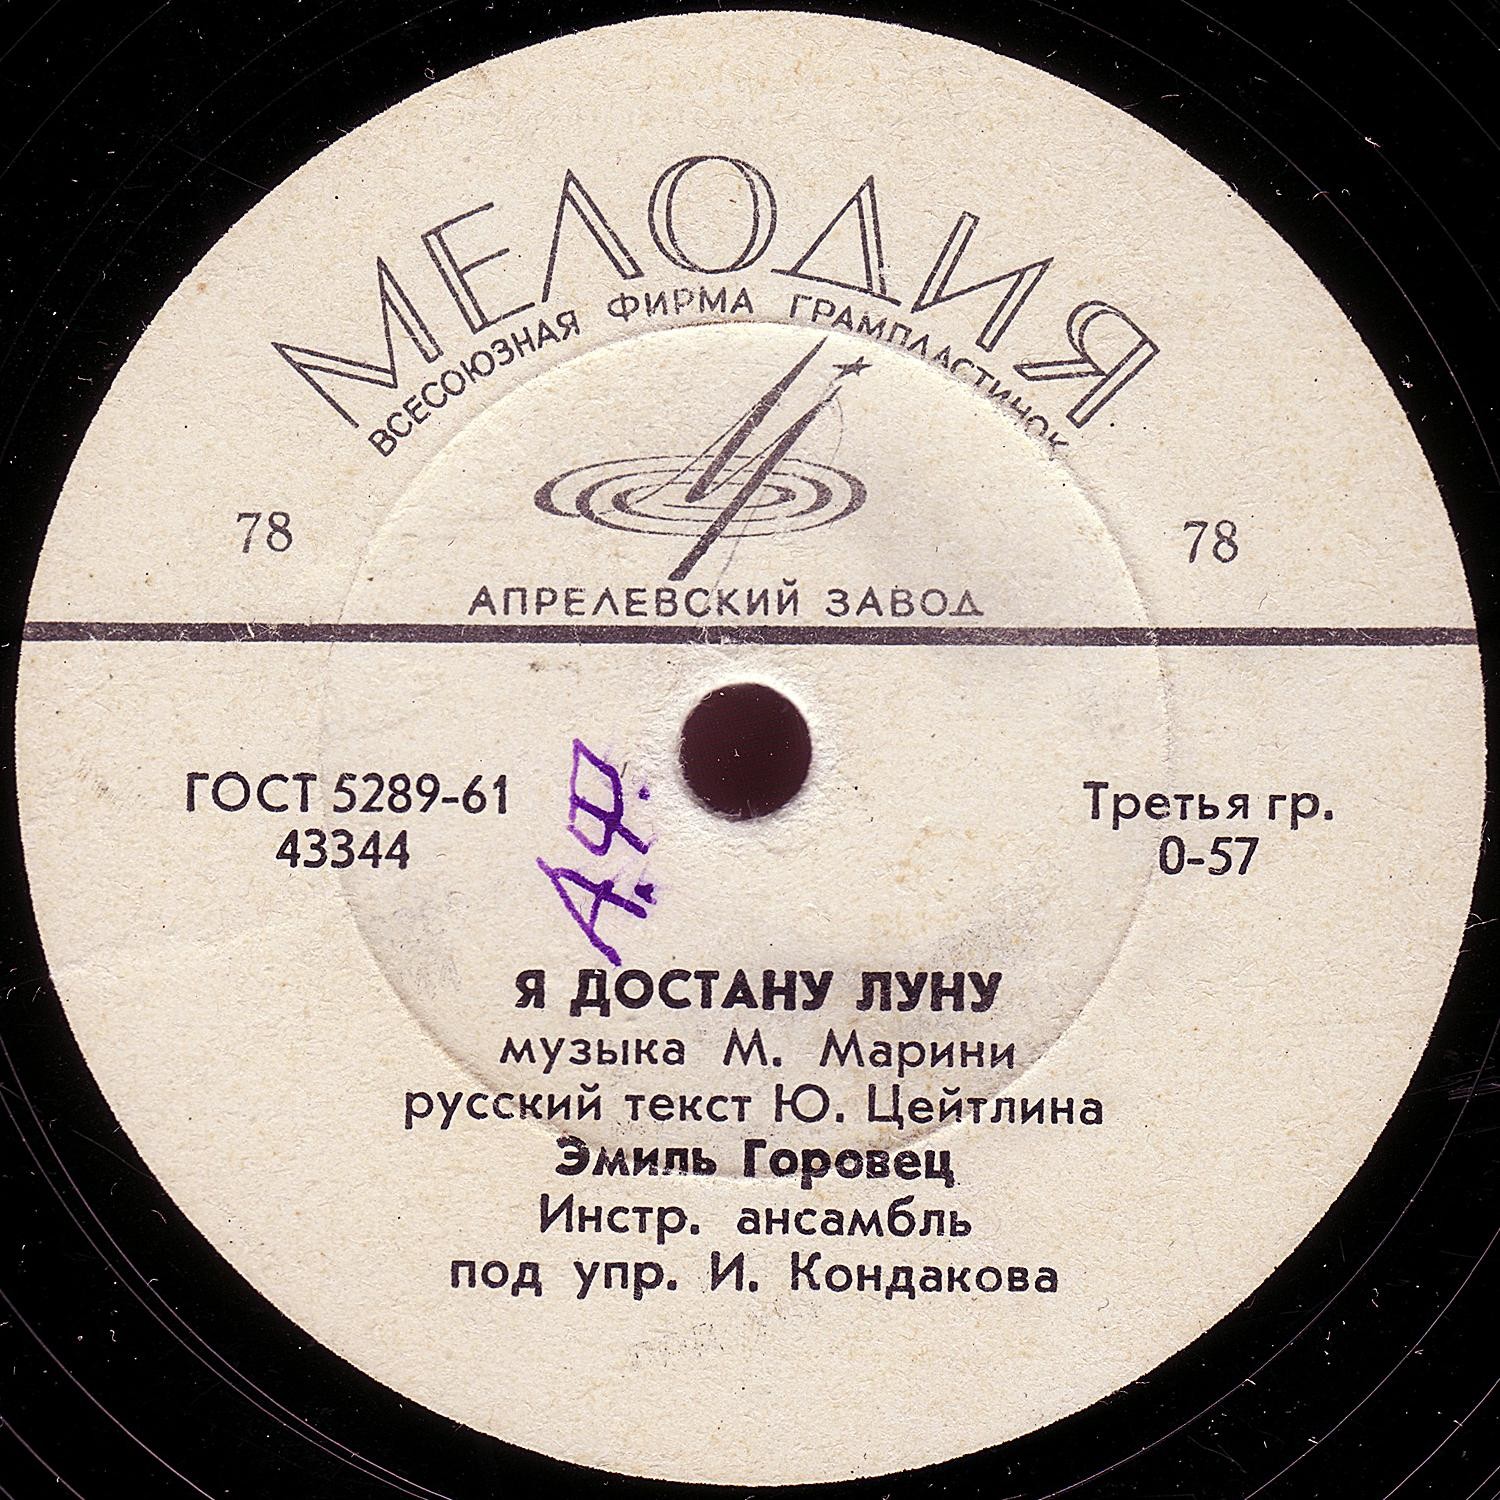 МЕЛОДИЯ
ВСЕСОЮЗНАЯ ФИРМА ГРАМПЛАСТИНОК
78
78
АПРЕЛЕВСКИЙ ЗАВОД
ГОСТ 5289-61
43344
Третья гр.
0-57
А.Ф.
Я ДОСТАНУ ЛУНУ
музыка М. Марини
русский текст Ю. Цейтлина
Эмиль Горовец
Инстр. ансамбль
под упр. И. Кондакова